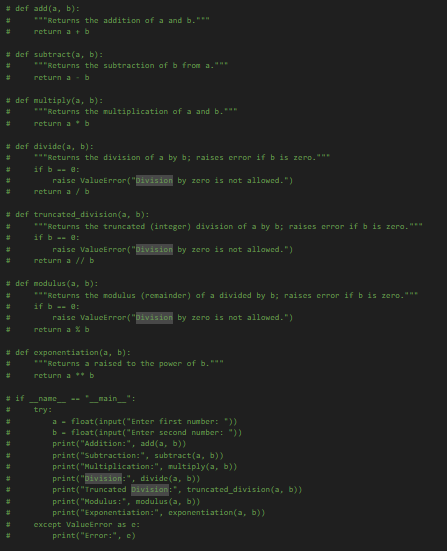 # def add(a, b):
#     """Returns the addition of a and b."""
#     return a + b

# def subtract(a, b):
#     """Returns the subtraction of b from a."""
#     return a - b

# def multiply(a, b):
#     """Returns the multiplication of a and b."""
#     return a * b

# def divide(a, b):
#     """Returns the division of a by b; raises error if b is zero."""
#     if b == 0:
#         raise ValueError("Division by zero is not allowed.")
#     return a / b

# def truncated_division(a, b):
#     """Returns the truncated (integer) division of a by b; raises error if b is zero."""
#     if b == 0:
#         raise ValueError("Division by zero is not allowed.")
#     return a // b

# def modulus(a, b):
#     """Returns the modulus (remainder) of a divided by b; raises error if b is zero."""
#     if b == 0:
#         raise ValueError("Division by zero is not allowed.")
#     return a % b

# def exponentiation(a, b):
#     """Returns a raised to the power of b."""
#     return a ** b

# if __name__ == "__main__":
#     try:
#         a = float(input("Enter first number: "))
#         b = float(input("Enter second number: "))
#         print("Addition:", add(a, b))
#         print("Subtraction:", subtract(a, b))
#         print("Multiplication:", multiply(a, b))
#         print("Division:", divide(a, b))
#         print("Truncated Division:", truncated_division(a, b))
#         print("Modulus:", modulus(a, b))
#         print("Exponentiation:", exponentiation(a, b))
#     except ValueError as e:
#         print("Error:", e)